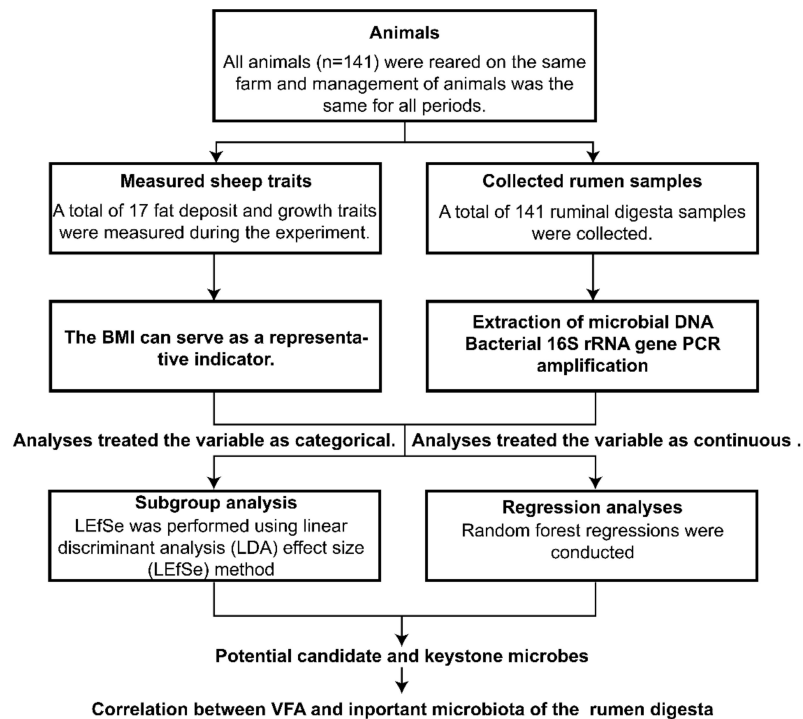 Animals
All animals (n=141) were reared on the same
farm and management of animals was the
same for all periods.
Measured sheep traits
A total of 17 fat deposit and growth traits
were measured during the experiment.
Collected rumen samples
A total of 141 ruminal digesta samples
were collected.
The BMI can serve as a representa-
tive indicator.
Extraction of microbial DNA
Bacterial 16S rRNA gene PCR
amplification
Analyses treated the variable as categorical.
Analyses treated the variable as continuous .
Subgroup analysis
LEfSe was performed using linear
discriminant analysis (LDA) effect size
(LEfSe) method
Regression analyses
Random forest regressions were
conducted
Potential candidate and keystone microbes
Correlation between VFA and inportant microbiota of the rumen digesta